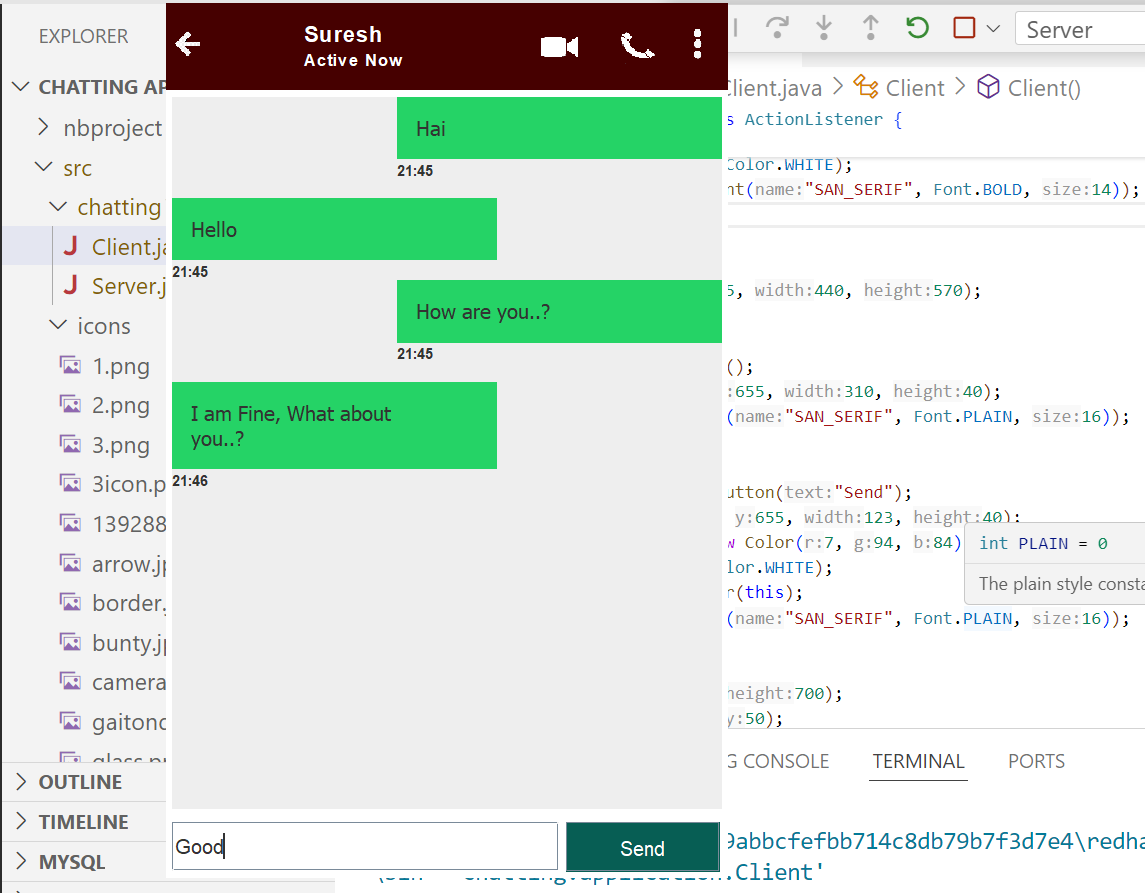 EXPLORER
CHATTING AP
nbproject
src
chatting
Client.ja
Server.j
icons
1.png
2.png
3.png
3icon.p
139288
arrow.jp
border.
bunty.jp
camera
gaitond
glass.pr
OUTLINE
TIMELINE
MYSQL
Suresh
Active Now
Hai
21:45
Hello
21:45
How are you..?
21:45
I am Fine, What about
you..?
21:46
Good
Send
Server
Client.java > Client > Client()
s ActionListener {
Color.WHITE);
nt(name:"SAN_SERIF", Font.BOLD, size:14));
5, width:440, height:570);
();
:655, width:310, height:40);
(name:"SAN_SERIF", Font.PLAIN, size:16));
utton(text:"Send");
y:655, width:123, height:40);
w Color(r:7, g:94, b:84)
lor.WHITE);
r(this);
(name:"SAN_SERIF", Font.PLAIN, size:16));
height:700);
y:50);
int PLAIN = 0
The plain style consta
G CONSOLE
TERMINAL
PORTS
9abbcfefbb714c8db79b7f3d7e4\redha
.Client'